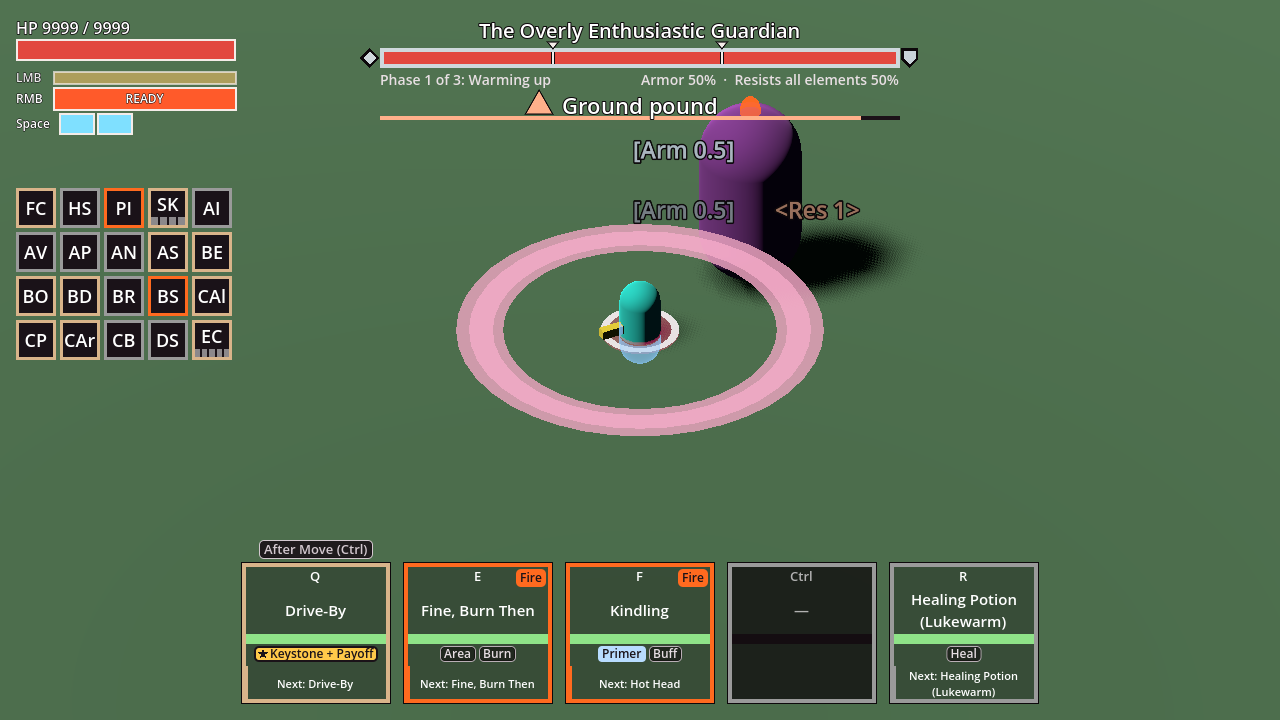 HP 9999 / 9999
LMB
RMB
READY
Space
The Overly Enthusiastic Guardian
Phase 1 of 3: Warming up
Armor 50%  ·  Resists all elements 50%
Ground pound
[Arm 0.5]
[Arm 0.5]
<Res 1>
FC
HS
PI
SK
AI
AV
AP
AN
AS
BE
BO
BD
BR
BS
CAl
CP
CAr
CB
DS
EC
After Move (Ctrl)
Q
Drive-By
★Keystone + Payoff
Next: Drive-By
E
Fire
Fine, Burn Then
Area
Burn
Next: Fine, Burn Then
F
Fire
Kindling
Primer
Buff
Next: Hot Head
Ctrl
—
R
Healing Potion
(Lukewarm)
Heal
Next: Healing Potion
(Lukewarm)